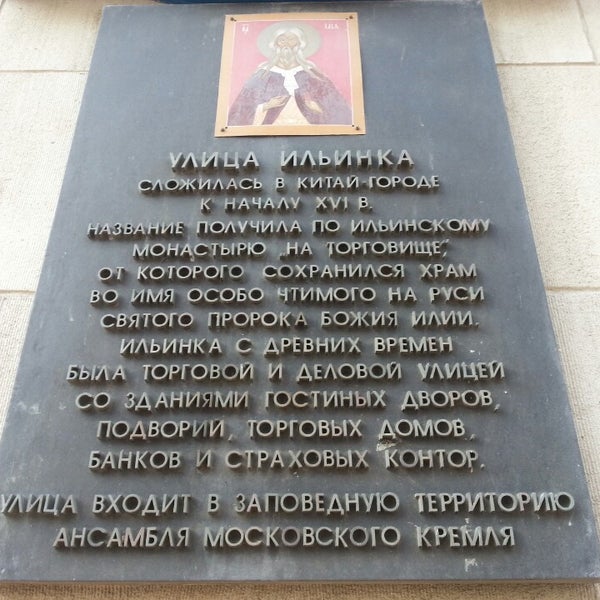 УЛИЦА ИЛЬИНКА
СЛОЖИЛАСЬ В КИТАЙ-ГОРОДЕ
К НАЧАЛУ XVI В.
НАЗВАНИЕ ПОЛУЧИЛА ПО ИЛЬИНСКОМУ
МОНАСТЫРЮ „НА ТОРГОВИЩЕ",
ОТ КОТОРОГО СОХРАНИЛСЯ ХРАМ
ВО ИМЯ ОСОБО ЧТИМОГО НА РУСИ
СВЯТОГО ПРОРОКА БОЖИЯ ИЛИИ.
ИЛЬИНКА С ДРЕВНИХ ВРЕМЕН
БЫЛА ТОРГОВОЙ И ДЕЛОВОЙ УЛИЦЕЙ
СО ЗДАНИЯМИ ГОСТИНЫХ ДВОРОВ,
ПОДВОРИЙ, ТОРГОВЫХ ДОМОВ,
БАНКОВ И СТРАХОВЫХ КОНТОР.
УЛИЦА ВХОДИТ В ЗАПОВЕДНУЮ ТЕРРИТОРИЮ
АНСАМБЛЯ МОСКОВСКОГО КРЕМЛЯ